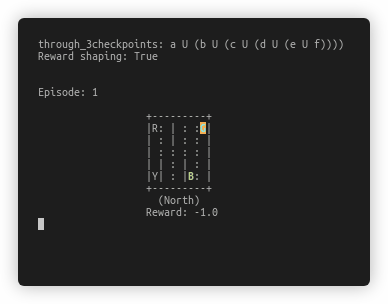 through_3checkpoints: a U (b U (c U (d U (e U f))))
Reward shaping: True
Episode: 1
+---------+
|R: | : : |
| : | : : |
| : : : : |
| | : | : |
|Y| : |B: |
+---------+
(North)
Reward: -1.0